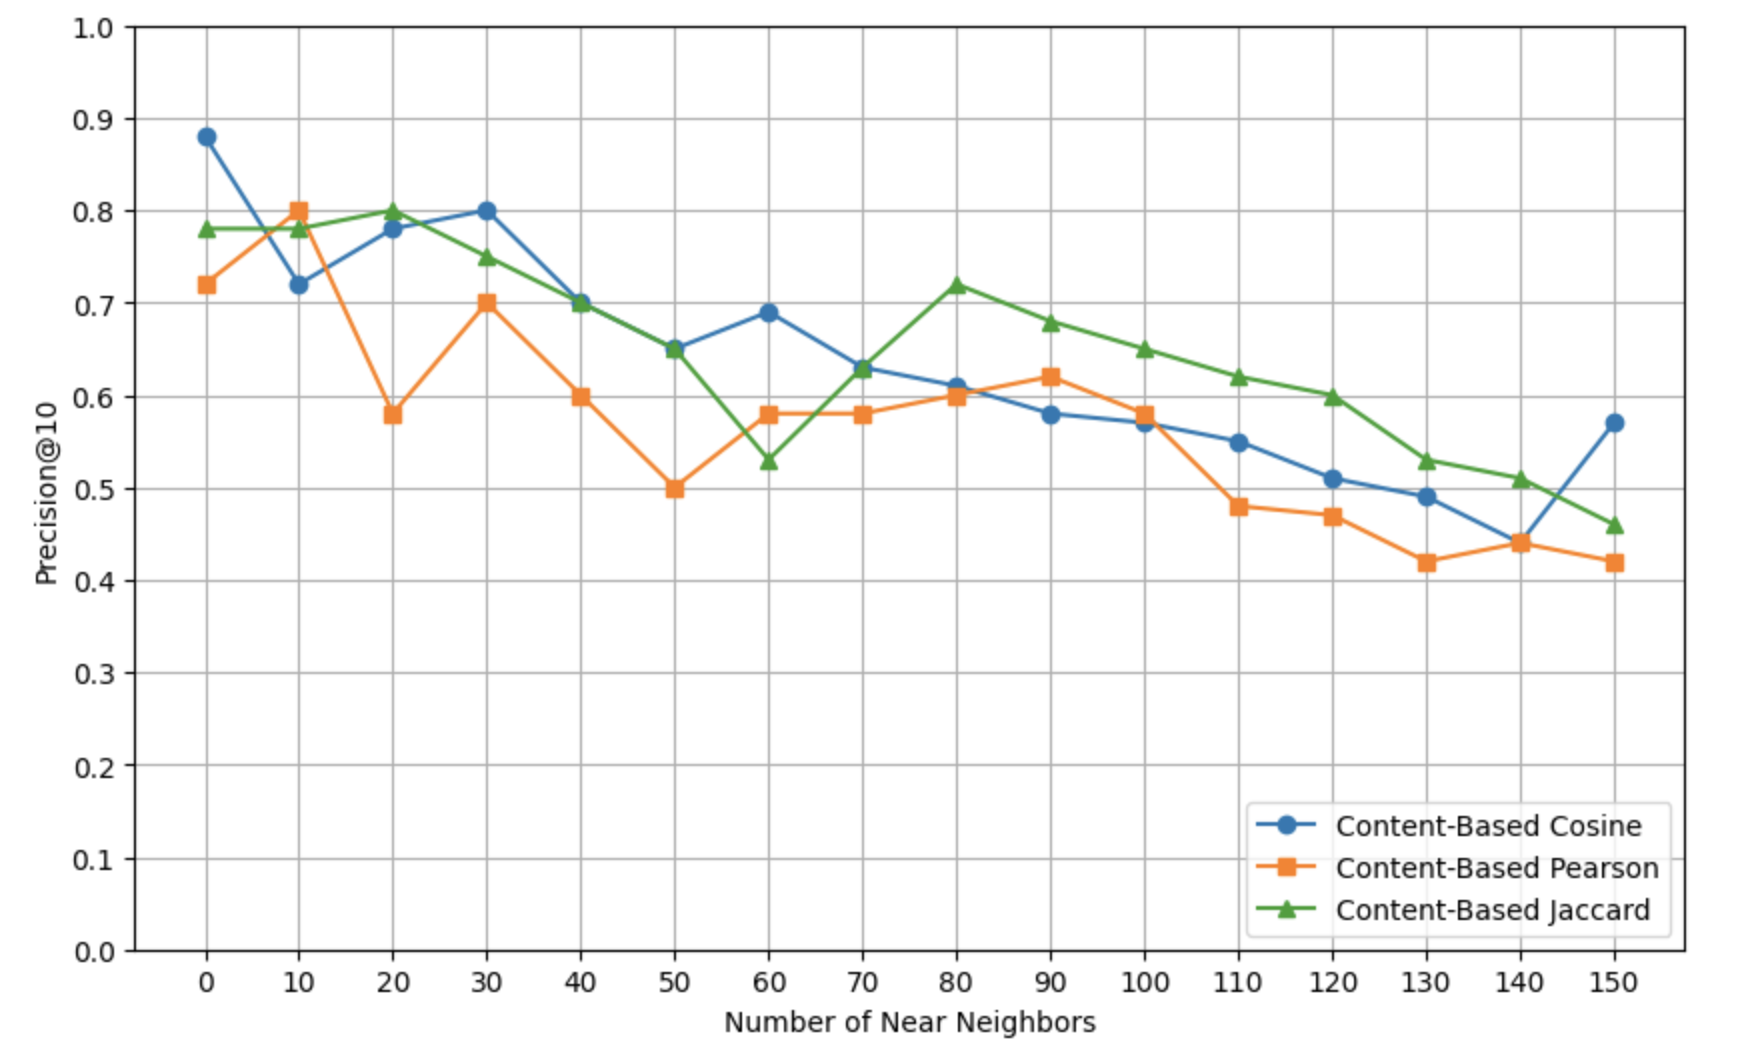 1.0
0.9
0.8
0.7
0.6
0.5
0.4
0.3
0.2
0.1
0.0
Precision@10
0 10 20 30 40 50 60 70 80 90 100 110 120 130 140 150
Number of Near Neighbors
Content-Based Cosine
Content-Based Pearson
Content-Based Jaccard